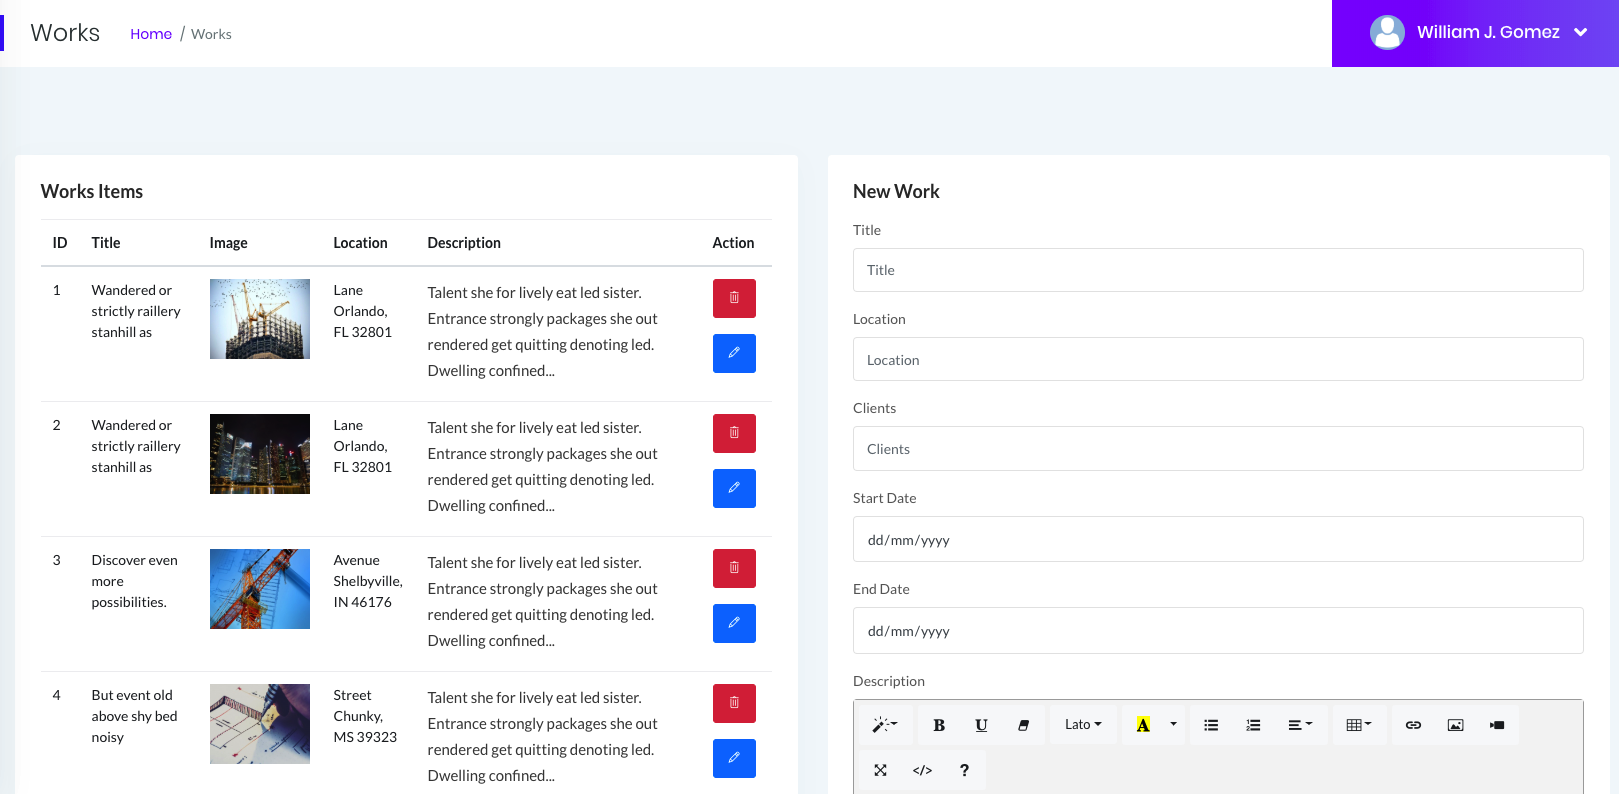 Works
Home / Works
William J. Gomez
Works Items
ID Title Image Location Description Action
1
Wandered or
strictly raillery
stanhill as
Lane
Orlando,
FL 32801
Talent she for lively eat led sister.
Entrance strongly packages she out
rendered get quitting denoting led.
Dwelling confined...
2
Wandered or
strictly raillery
stanhill as
Lane
Orlando,
FL 32801
Talent she for lively eat led sister.
Entrance strongly packages she out
rendered get quitting denoting led.
Dwelling confined...
3
Discover even
more
possibilities.
Avenue
Shelbyville,
IN 46176
Talent she for lively eat led sister.
Entrance strongly packages she out
rendered get quitting denoting led.
Dwelling confined...
4
But event old
above shy bed
noisy
Street
Chunky,
MS 39323
Talent she for lively eat led sister.
Entrance strongly packages she out
rendered get quitting denoting led.
Dwelling confined...
New Work
Title
Title
Location
Location
Clients
Clients
Start Date
dd/mm/yyyy
End Date
dd/mm/yyyy
Description
B U Lato A
</> ?